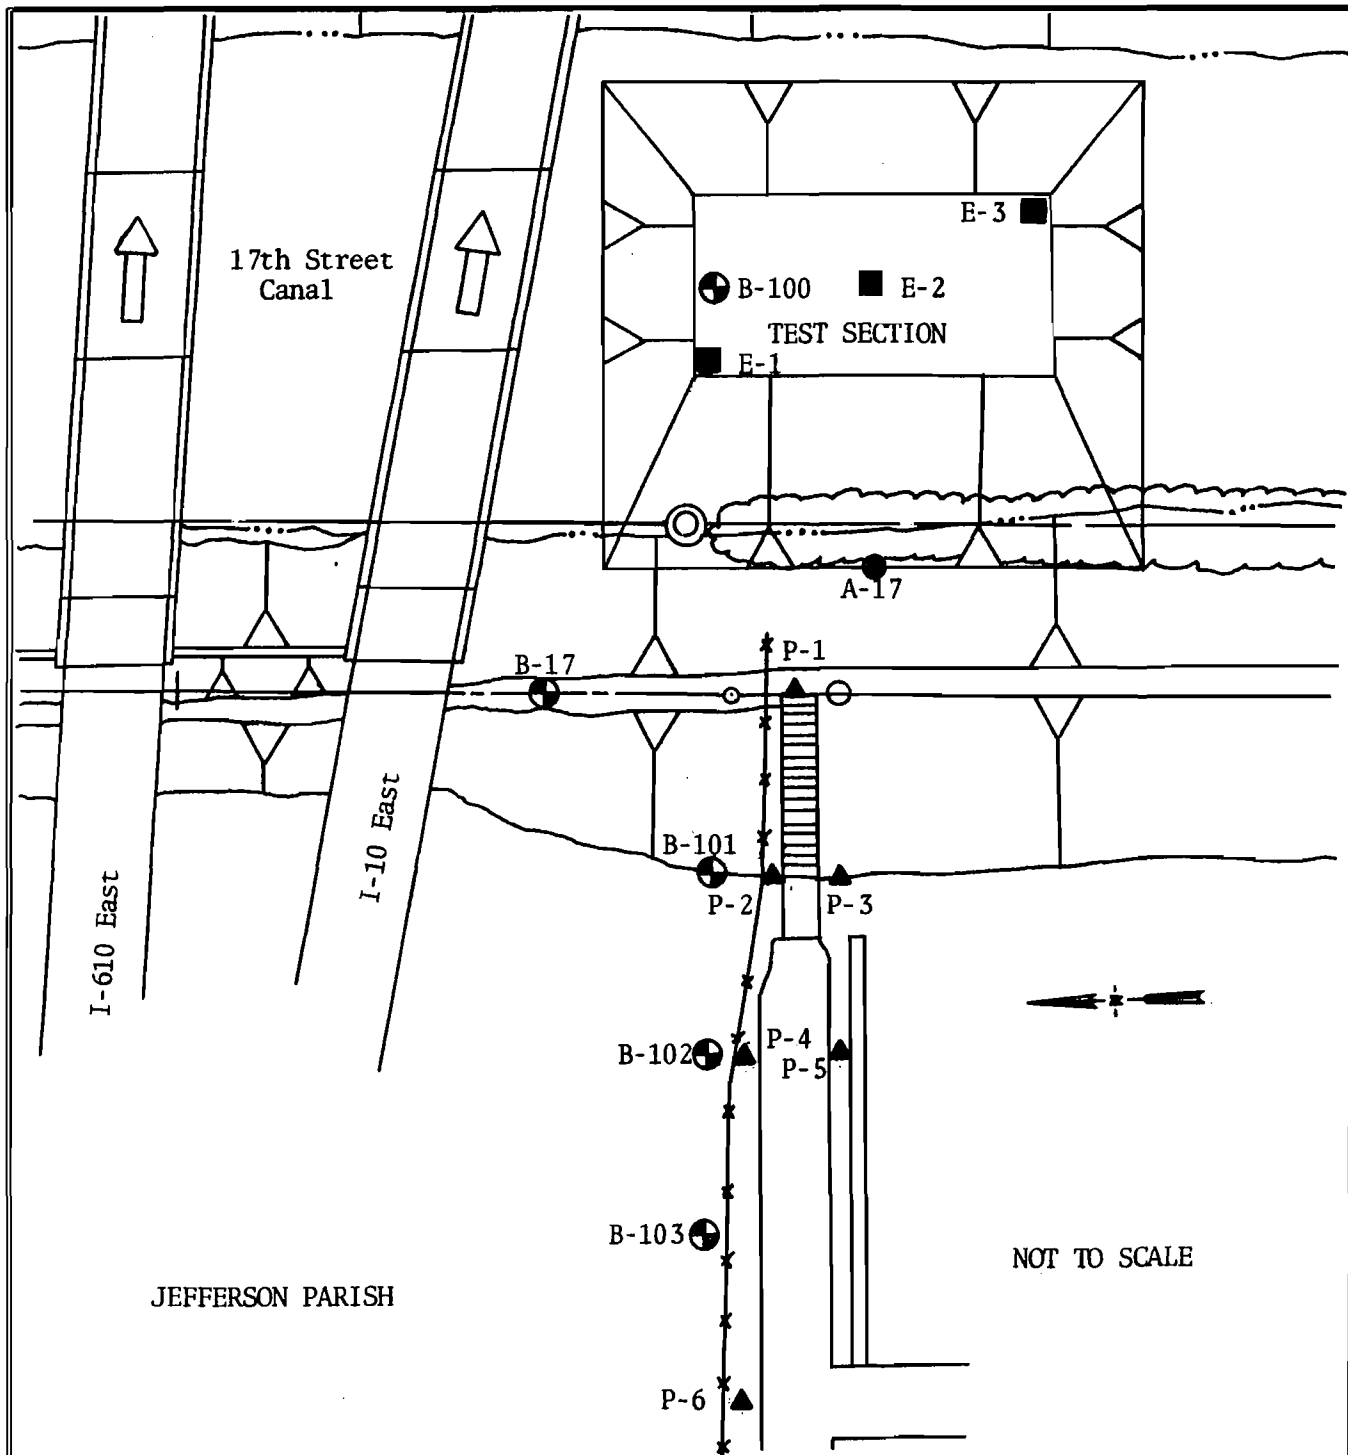 17th Street
Canal
E-3
B-100
E-2
TEST SECTION
E-1
A-17
P-1
B-17
I-10 East
B-101
P-2
P-3
I-610 East
P-4
B-102
P-5
B-103
NOT TO SCALE
JEFFERSON PARISH
P-6